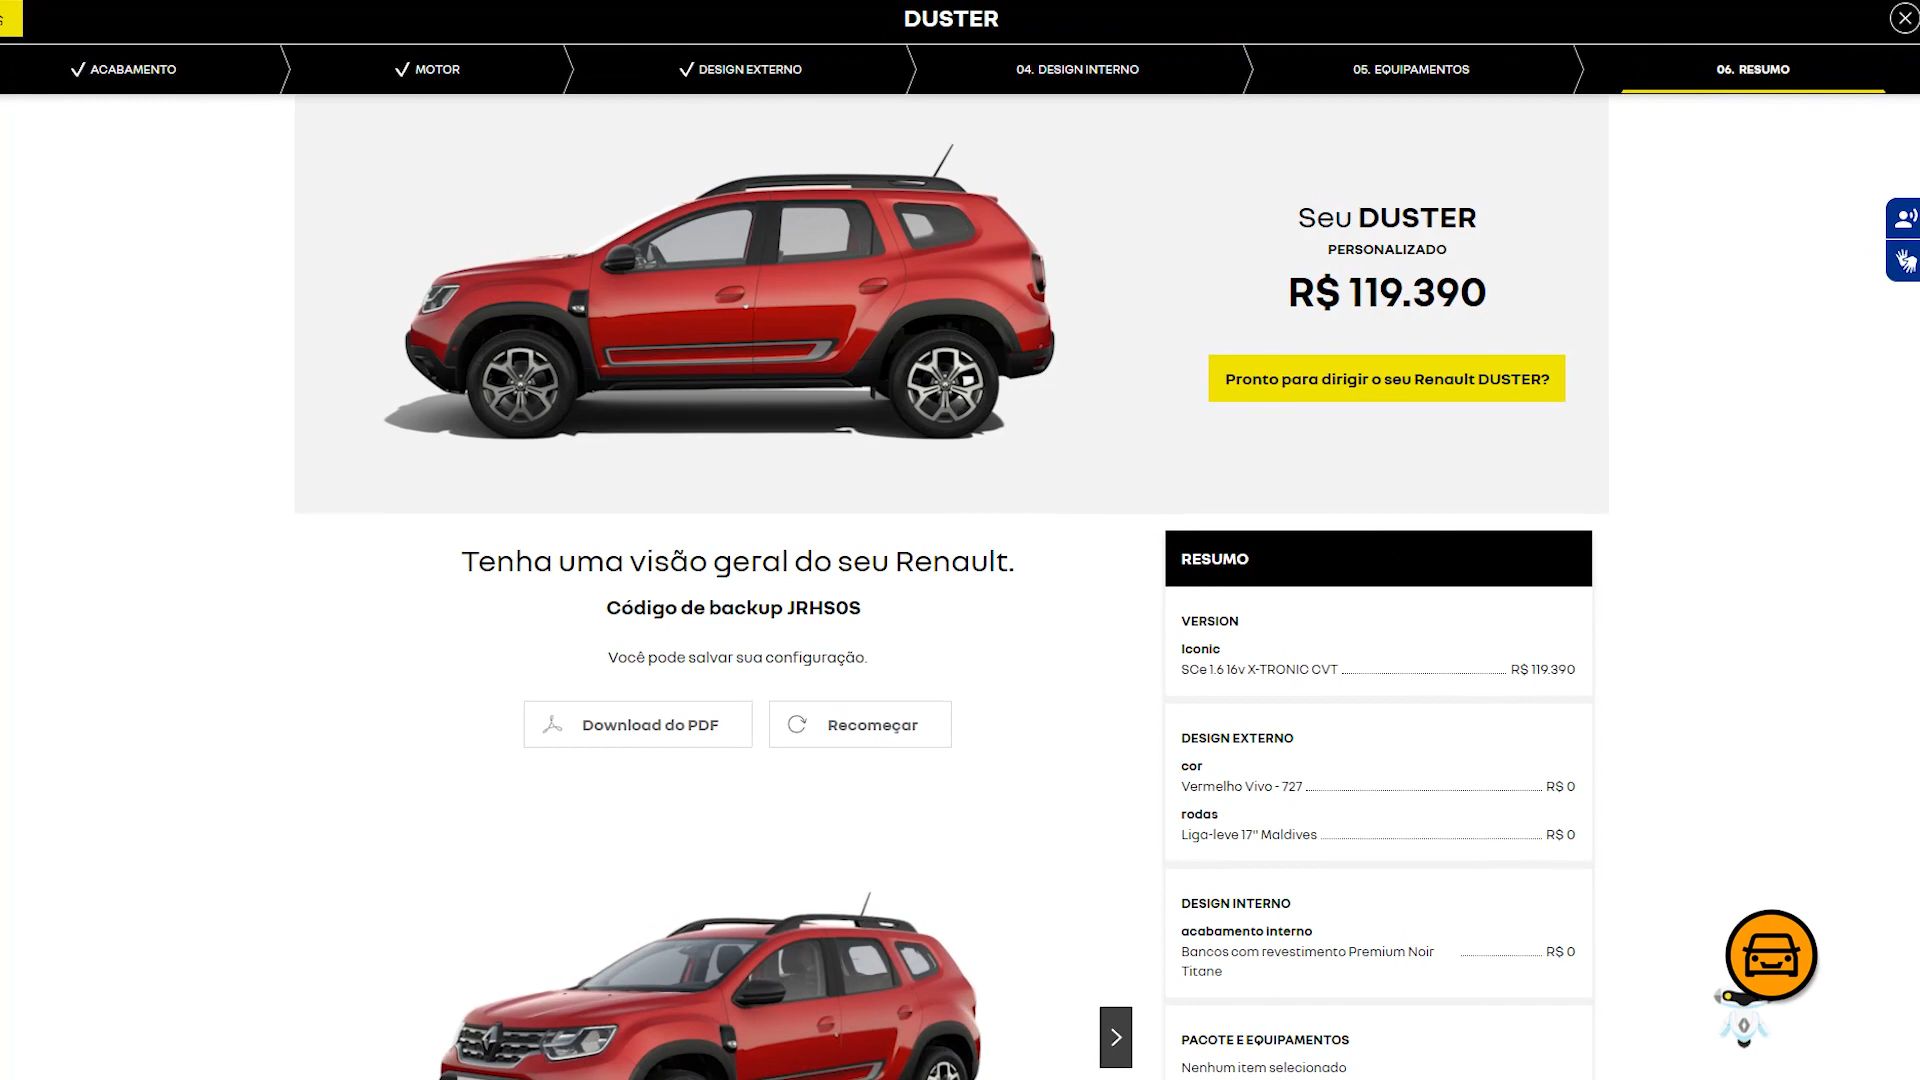 DUSTER
ACABAMENTO
MOTOR
DESIGN EXTERNO
04. DESIGN INTERNO
05. EQUIPAMENTOS
06. RESUMO
Seu DUSTER
PERSONALIZADO
R$ 119.390
Pronto para dirigir o seu Renault DUSTER?
Tenha uma visão geral do seu Renault.
Código de backup JRHS0S
Você pode salvar sua configuração.
Download do PDF
Recomeçar
RESUMO
VERSION
Iconic
SCe 1.6 16v X-TRONIC CVT R$ 119.390
DESIGN EXTERNO
cor
Vermelho Vivo - 727 R$ 0
rodas
Liga-leve 17" Maldives R$ 0
DESIGN INTERNO
acabamento interno
Bancos com revestimento Premium Noir R$ 0
Titane
PACOTE E EQUIPAMENTOS
Nenhum item selecionado